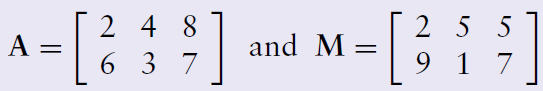 A = [ 2 4 8 ; 6 3 7 ] and M = [ 2 5 5 ; 9 1 7 ]